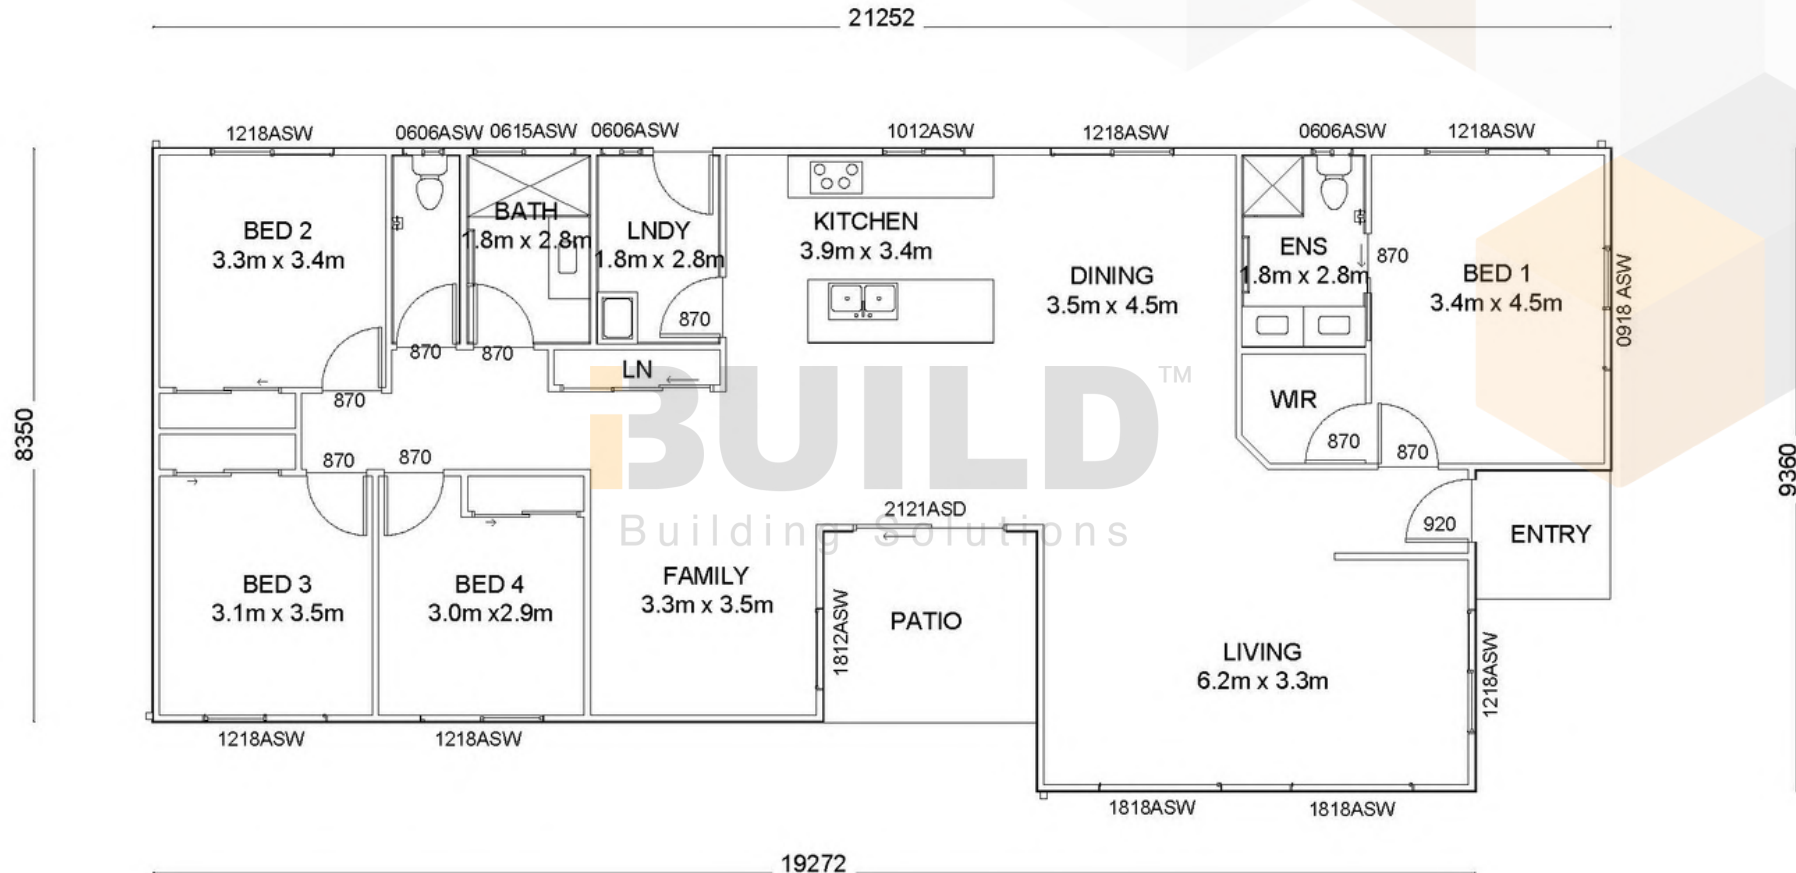 21252
1218ASW
0606ASW
0615ASW
0606ASW
1012ASW
1218ASW
0606ASW
1218ASW
BED 2
3.3m x 3.4m
BATH
1.8m x 2.8m
LNDY
1.8m x 2.8m
KITCHEN
3.9m x 3.4m
DINING
3.5m x 4.5m
ENS
1.8m x 2.8m
870
BED 1
3.4m x 4.5m
0918 ASW
870
870
870
LN
870
WIR
870
870
8350
9360
870
870
BUILD™
Building Solutions
2121ASD
920
ENTRY
BED 3
3.1m x 3.5m
BED 4
3.0m x2.9m
FAMILY
3.3m x 3.5m
1812ASW
PATIO
LIVING
6.2m x 3.3m
1218ASW
1218ASW
1218ASW
1818ASW
1818ASW
19272